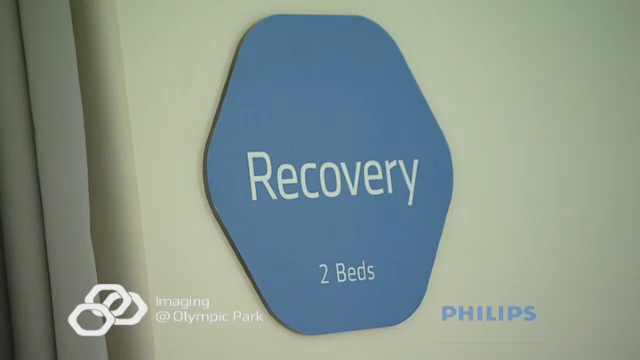 Recovery
2 Beds
Imaging
@ Olympic Park
PHILIPS